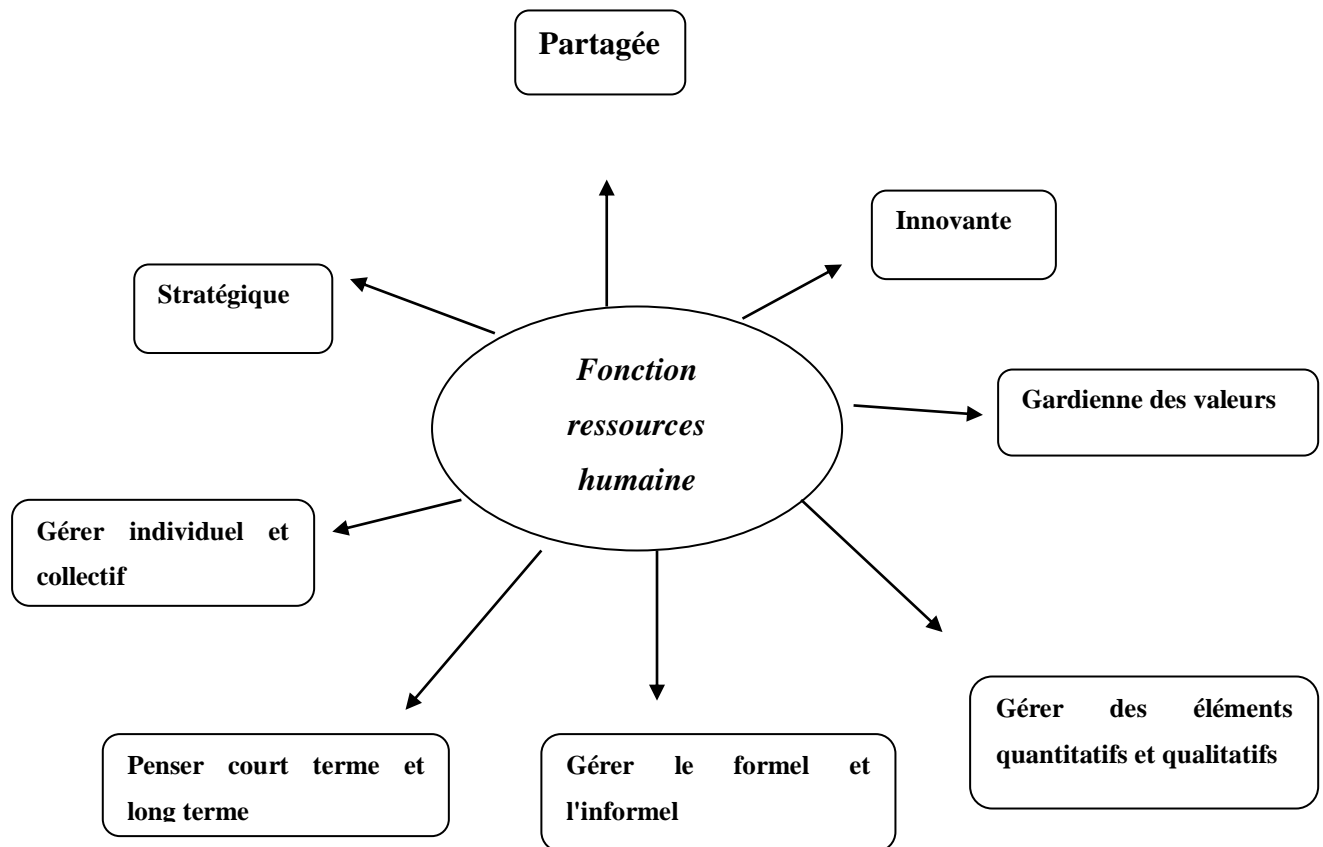 Partagée
Innovante
Stratégique
Fonction
ressources
humaine
Gardienne des valeurs
Gérer individuel et
collectif
Gérer des éléments
quantitatifs et qualitatifs
Penser court terme et
long terme
Gérer le formel et
l'informel